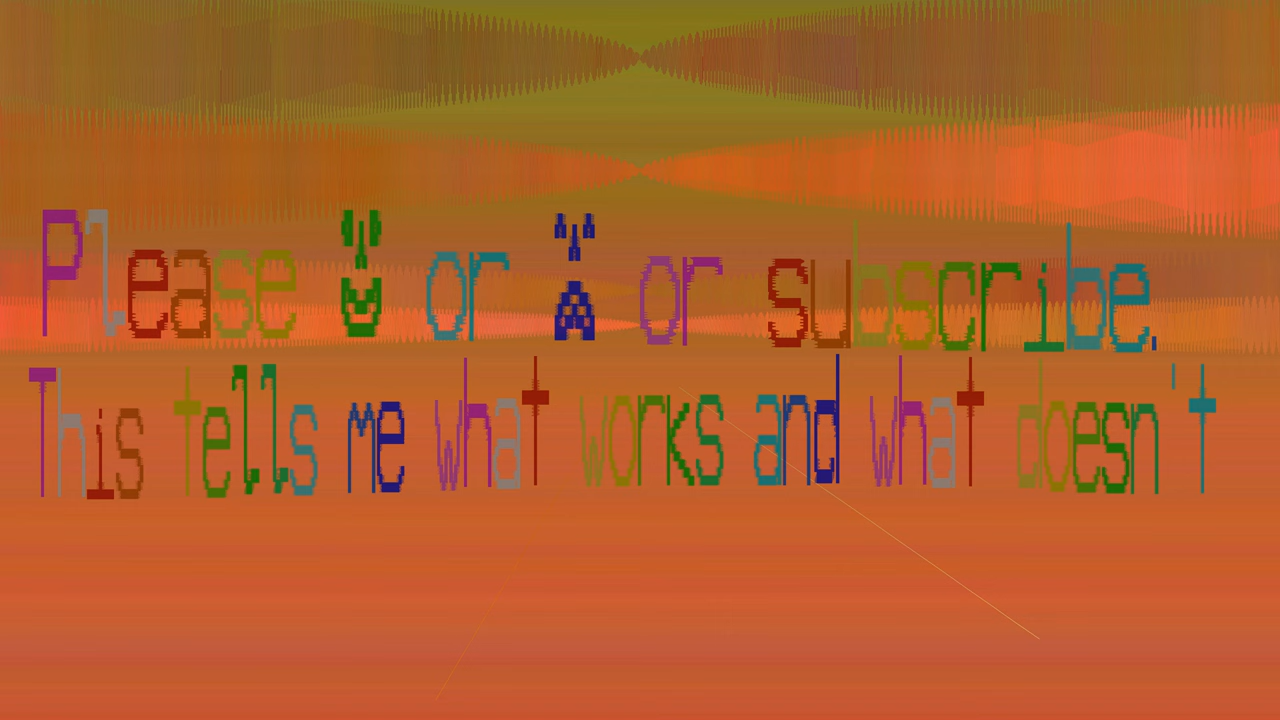 Please or or subscribe.
This tells me what works and what doesn't